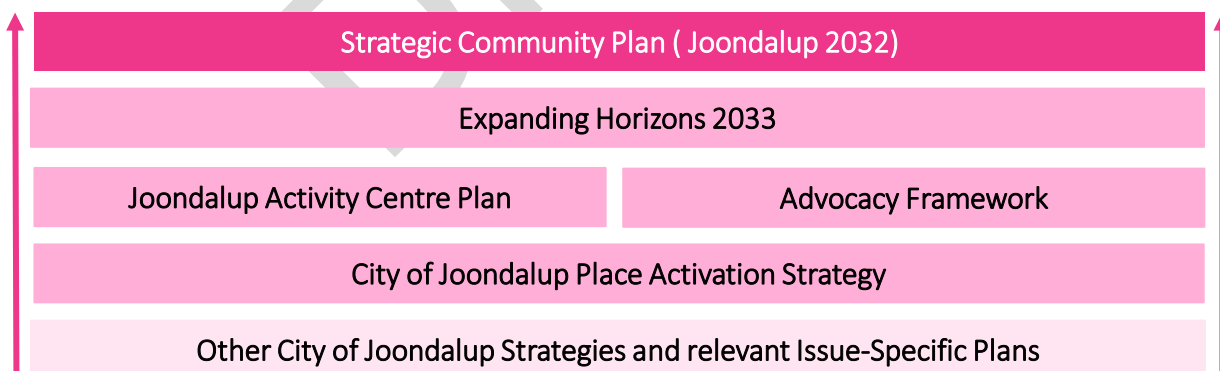 Strategic Community Plan ( Joondalup 2032)
Expanding Horizons 2033
Joondalup Activity Centre Plan
Advocacy Framework
City of Joondalup Place Activation Strategy
Other City of Joondalup Strategies and relevant Issue-Specific Plans